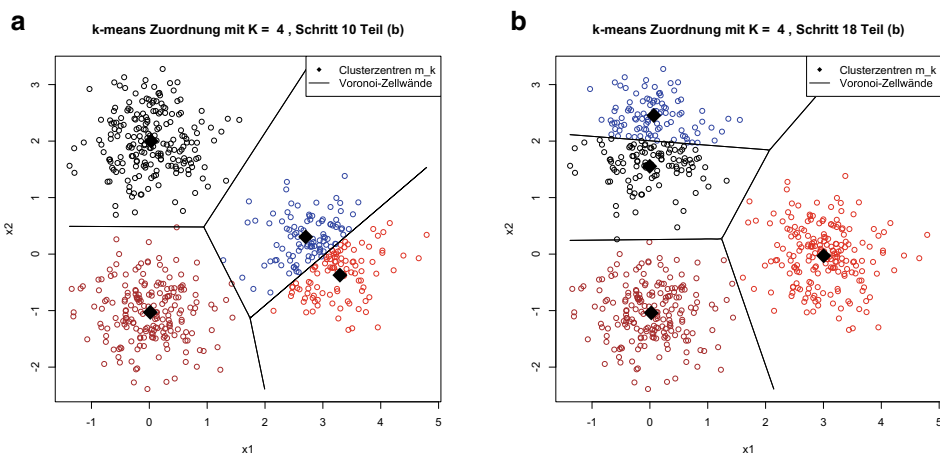 a
k-means Zuordnung mit K = 4 , Schritt 10 Teil (b)
Clusterzentren m_k
Voronoi-Zellwände
3
2
1
0
-1
-2
x2
-1 0 1 2 3 4 5
x1
b
k-means Zuordnung mit K = 4 , Schritt 18 Teil (b)
Clusterzentren m_k
Voronoi-Zellwände
3
2
1
0
-1
-2
x2
-1 0 1 2 3 4 5
x1